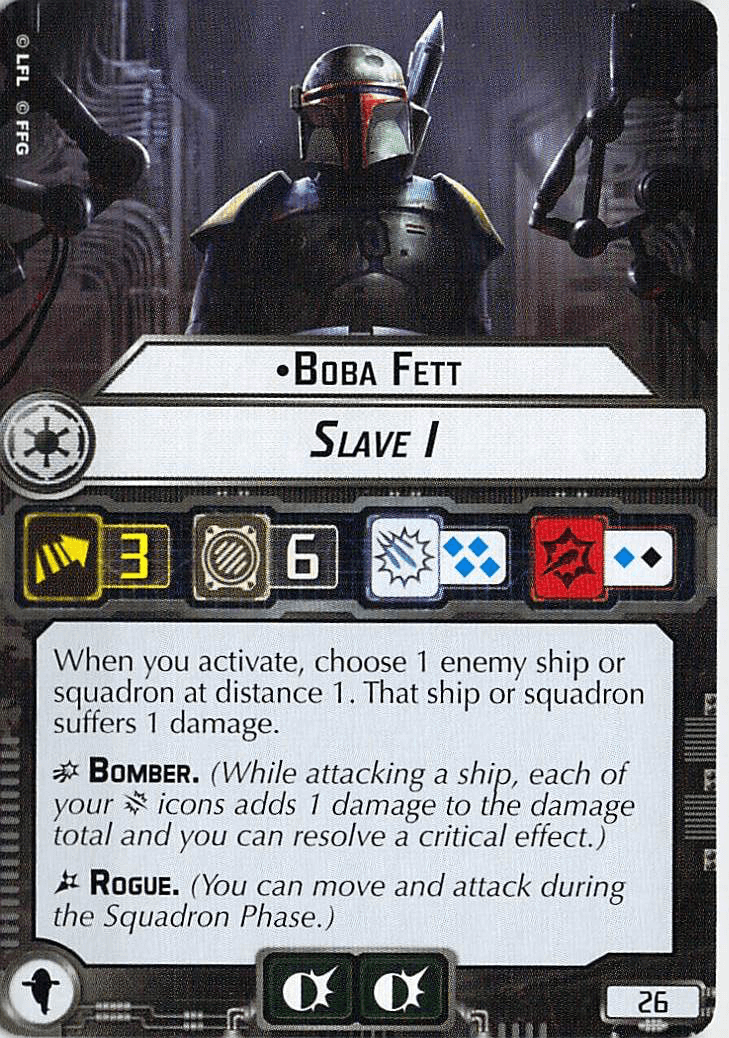 © LFL © FFG
•BOBA FETT
SLAVE I
3 6
When you activate, choose 1 enemy ship or
squadron at distance 1. That ship or squadron
suffers 1 damage.
BOMBER. (While attacking a ship, each of
your icons adds 1 damage to the damage
total and you can resolve a critical effect.)
ROGUE. (You can move and attack during
the Squadron Phase.)
26